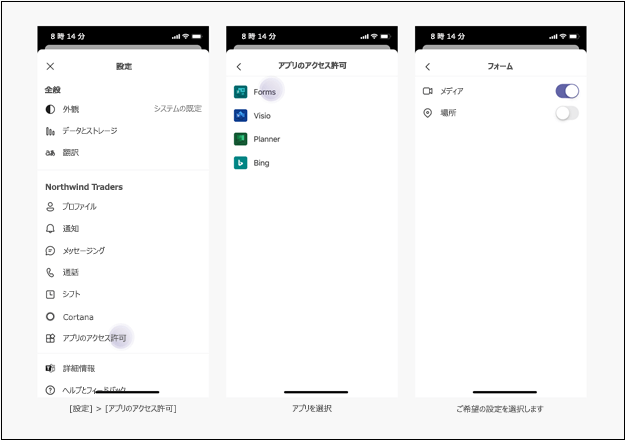 8 時 14 分
設定
全般
外観 システムの既定
データとストレージ
翻訳
Northwind Traders
プロファイル
通知
メッセージング
通話
シフト
Cortana
アプリのアクセス許可
詳細情報
ヘルプとフィードバック
[設定] > [アプリのアクセス許可]
8 時 14 分
アプリのアクセス許可
Forms
Visio
Planner
Bing
アプリを選択
8 時 14 分
フォーム
メディア
場所
ご希望の設定を選択します